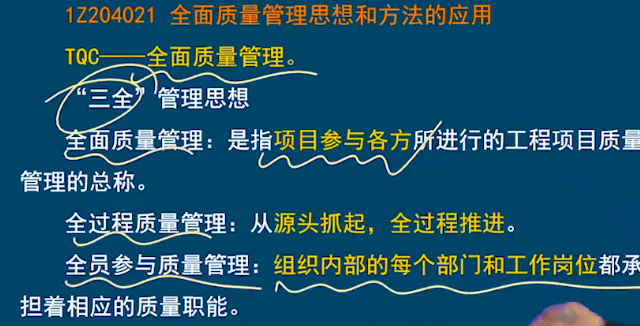 1Z204021 全面质量管理思想和方法的应用
TQC——全面质量管理。
“三全”管理思想
全面质量管理：是指项目参与各方所进行的工程项目质量
管理的总称。
全过程质量管理：从源头抓起，全过程推进。
全员参与质量管理：组织内部的每个部门和工作岗位都承
担着相应的质量职能。